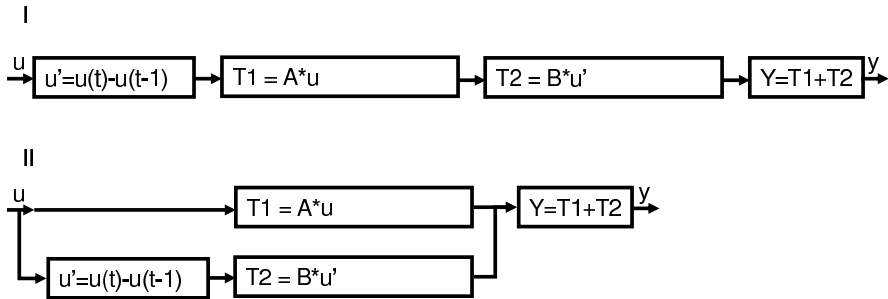 I
u
u'=u(t)-u(t-1)
T1 = A*u
T2 = B*u'
Y=T1+T2
y
II
u
T1 = A*u
Y=T1+T2
y
u'=u(t)-u(t-1)
T2 = B*u'